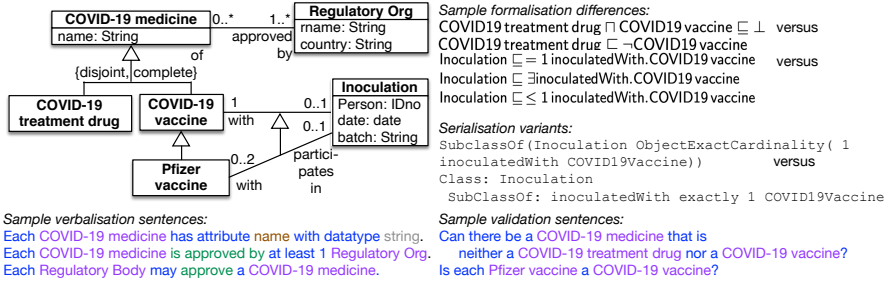 COVID-19 medicine
rname: String
0..*
1..*
approved
by
Regulatory Org
rname: String
country: String
of
{disjoint, complete}
COVID-19
treatment drug
COVID-19
vaccine
1
with
0..1
0..1
Inoculation
Person: IDno
date: date
batch: String
Pfizer
vaccine
0..2
with
partici-
pates
in
Sample formalisation differences:
COVID19 treatment drug ⊓ COVID19 vaccine ⊑ ⊥ versus
COVID19 treatment drug ⊏ ¬COVID19 vaccine
Inoculation ⊑= 1 inoculatedWith.COVID19 vaccine versus
Inoculation ⊑ ∃inoculatedWith.COVID19 vaccine
Inoculation ⊑≤ 1 inoculatedWith.COVID19 vaccine
Serialisation variants:
SubclassOf(Inoculation ObjectExactCardinality( 1
inoculatedWith COVID19Vaccine)) versus
Class: Inoculation
SubClassOf: inoculatedWith exactly 1 COVID19Vaccine
Sample verbalisation sentences:
Each COVID-19 medicine has attribute name with datatype string.
Each COVID-19 medicine is approved by at least 1 Regulatory Org.
Each Regulatory Body may approve a COVID-19 medicine.
Sample validation sentences:
Can there be a COVID-19 medicine that is
neither a COVID-19 treatment drug nor a COVID-19 vaccine?
Is each Pfizer vaccine a COVID-19 vaccine?